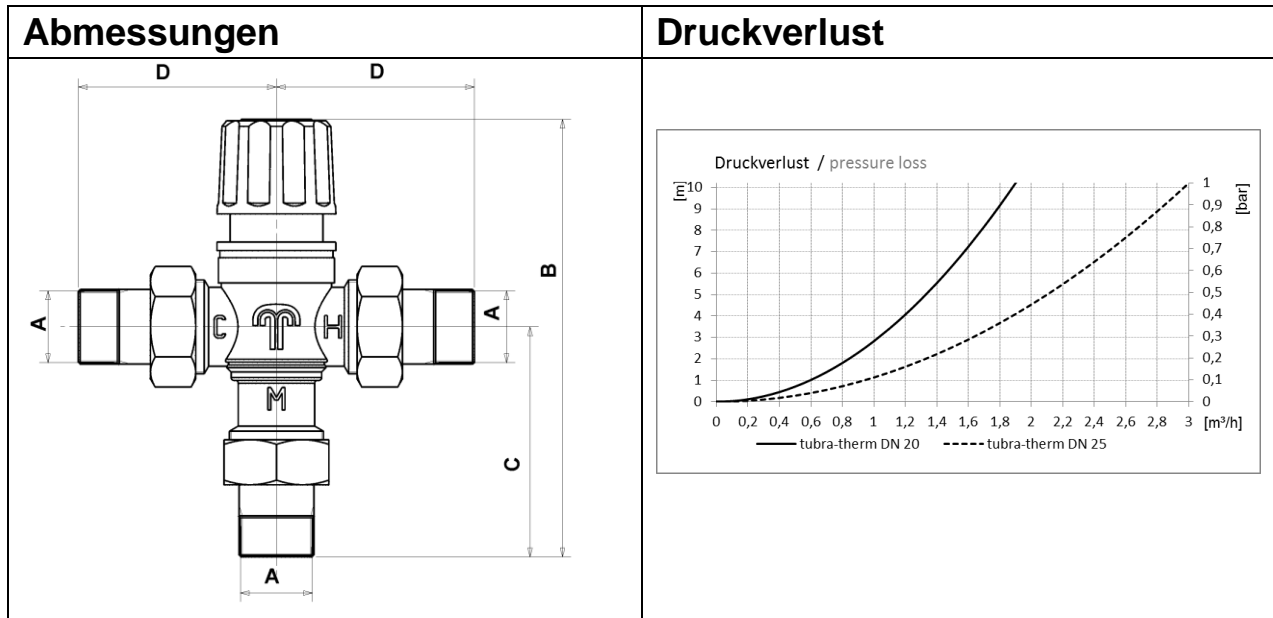 Abmessungen
D D
B
A A
C H
M
C
A
Druckverlust
Druckverlust / pressure loss
[m] [bar]
10 1
9 0,9
8 0,8
7 0,7
6 0,6
5 0,5
4 0,4
3 0,3
2 0,2
1 0,1
0 0
0 0,2 0,4 0,6 0,8 1 1,2 1,4 1,6 1,8 2 2,2 2,4 2,6 2,8 3 [m³/h]
tubra-therm DN 20 tubra-therm DN 25